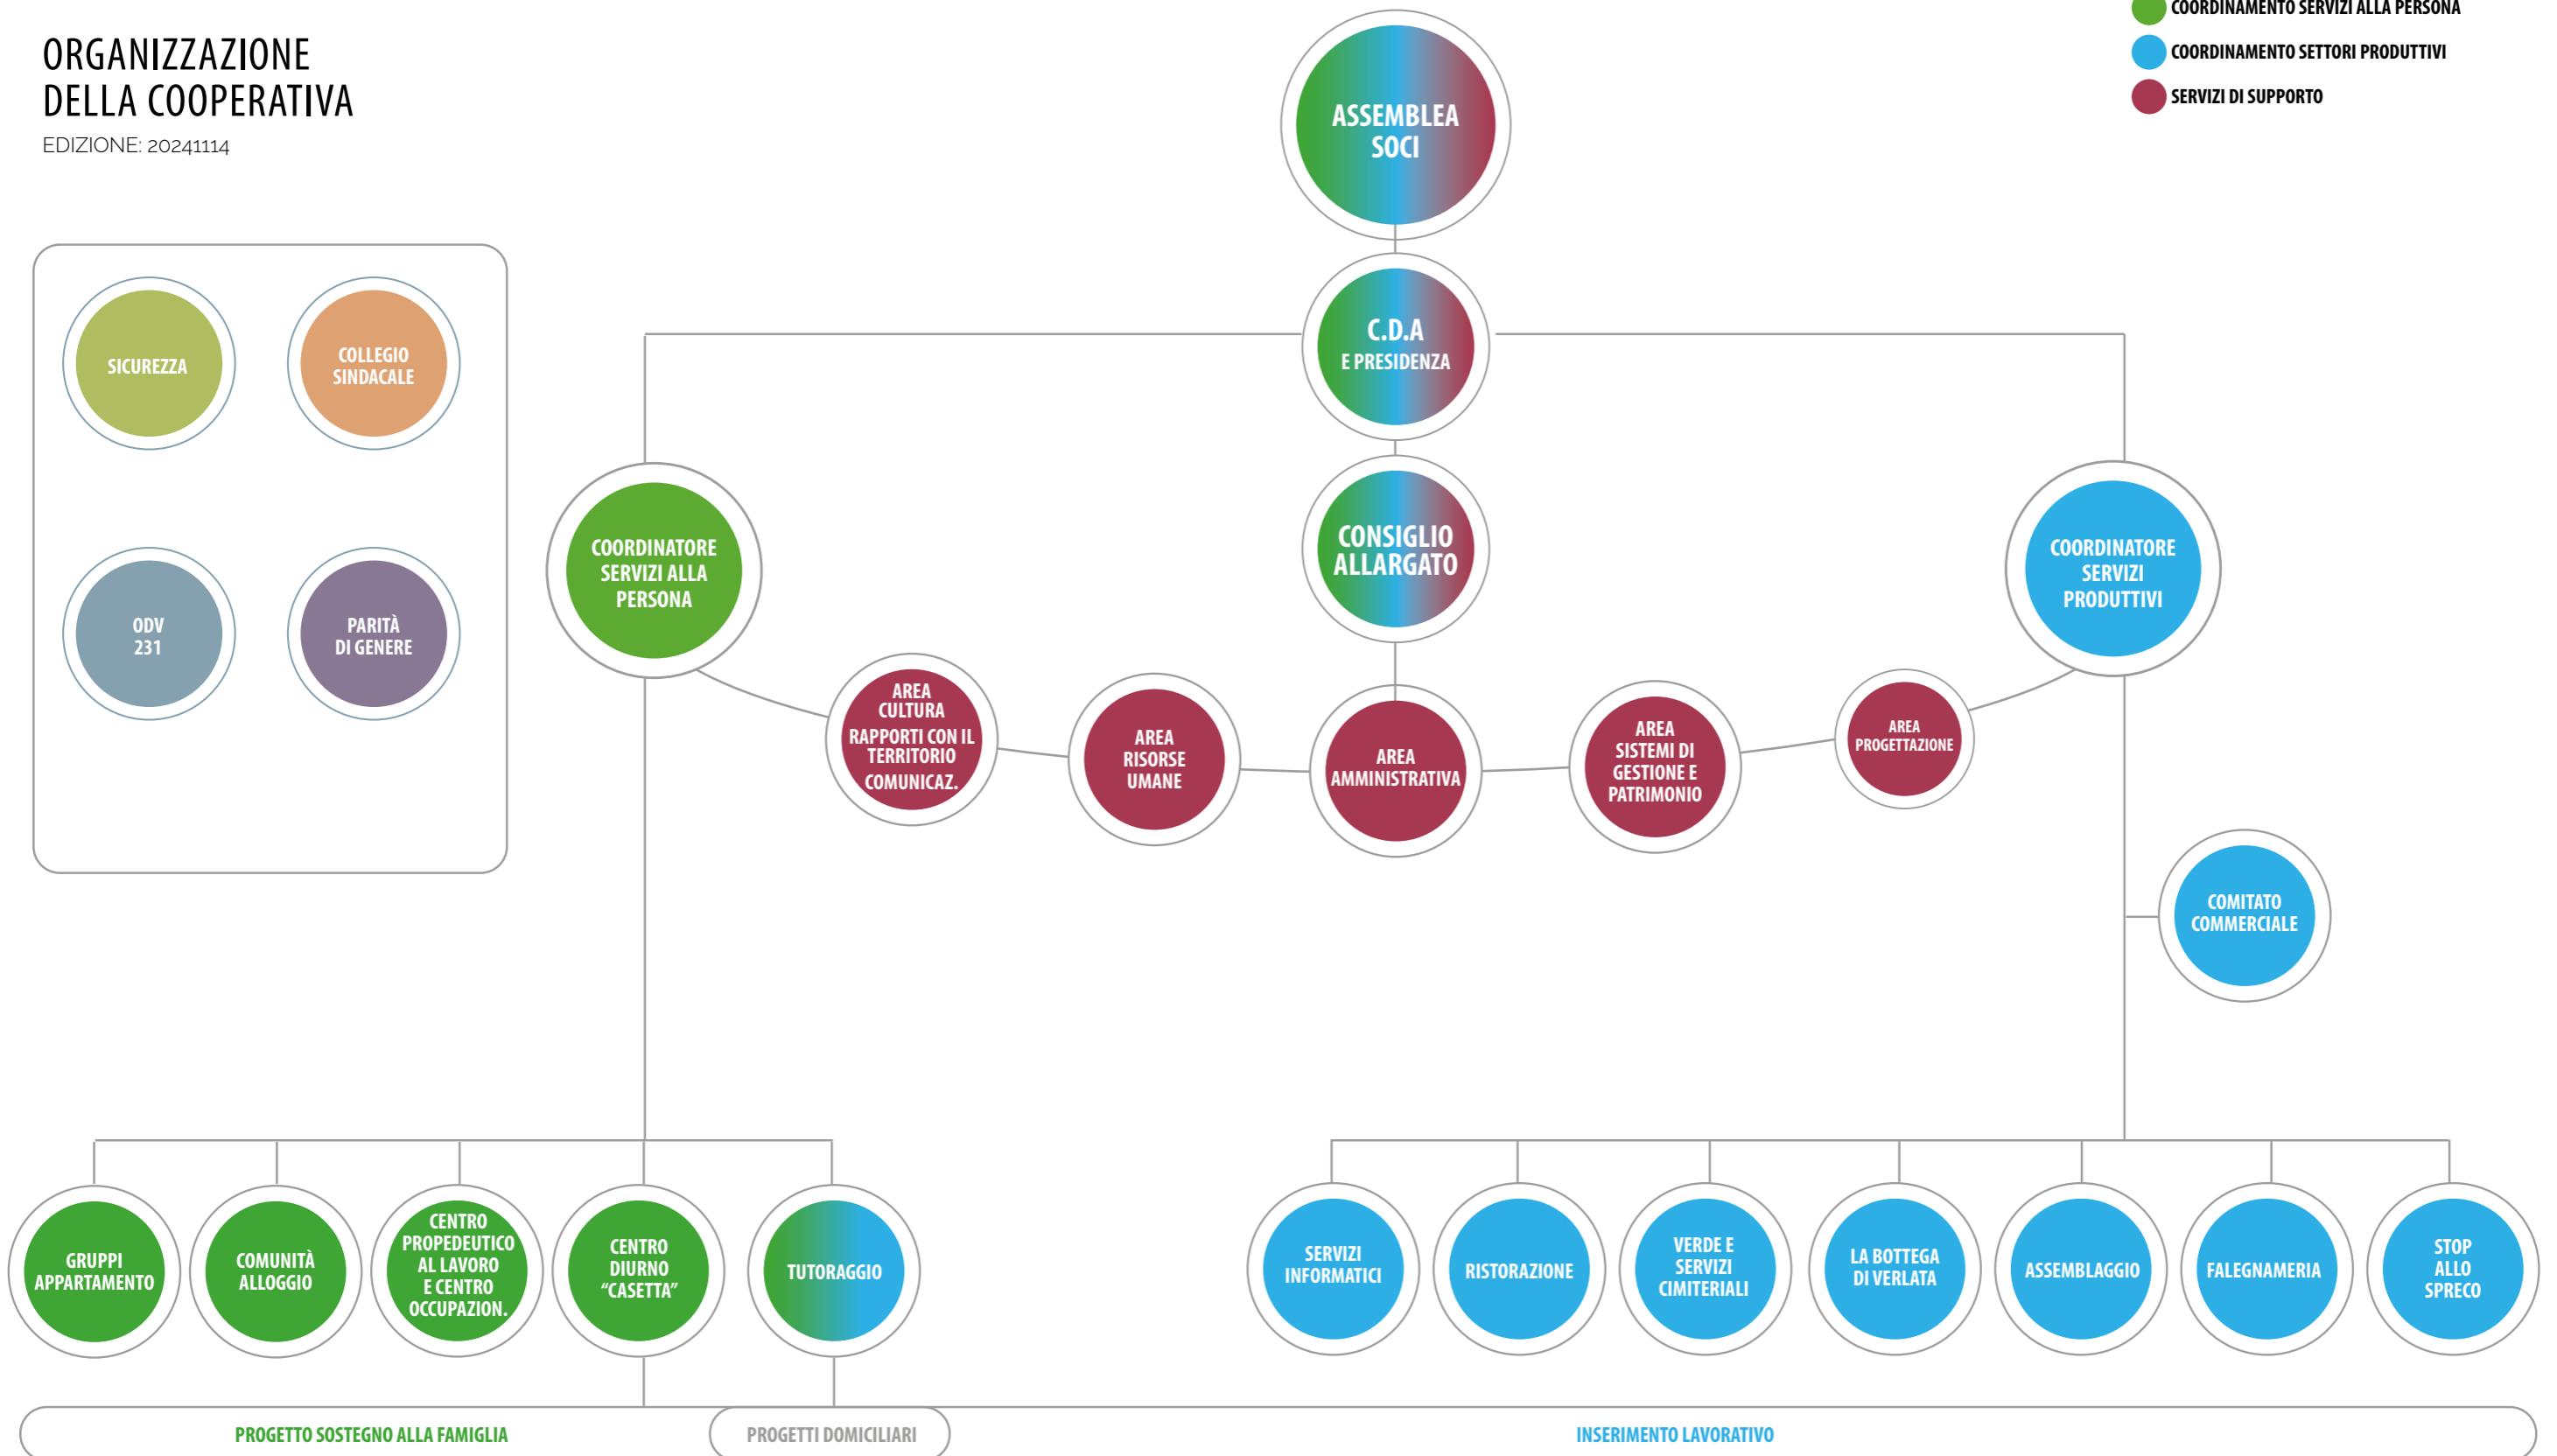 ORGANIZZAZIONE
DELLA COOPERATIVA
EDIZIONE: 20241114
COORDINAMENTO SERVIZI ALLA PERSONA
COORDINAMENTO SETTORI PRODUTTIVI
SERVIZI DI SUPPORTO
ASSEMBLEA
SOCI
C.D.A
E PRESIDENZA
CONSIGLIO
ALLARGATO
SICUREZZA
COLLEGIO
SINDACALE
ODV
231
PARITÀ
DI GENERE
COORDINATORE
SERVIZI ALLA
PERSONA
COORDINATORE
SERVIZI
PRODUTTIVI
AREA
CULTURA
RAPPORTI CON IL
TERRITORIO
COMUNICAZ.
AREA
RISORSE
UMANE
AREA
AMMINISTRATIVA
AREA
SISTEMI DI
GESTIONE E
PATRIMONIO
AREA
PROGETTAZIONE
COMITATO
COMMERCIALE
GRUPPI
APPARTAMENTO
COMUNITÀ
ALLOGGIO
CENTRO
PROPEDEUTICO
AL LAVORO
E CENTRO
OCCUPAZION.
CENTRO
DIURNO
“CASETTA”
TUTORAGGIO
SERVIZI
INFORMATICI
RISTORAZIONE
VERDE E
SERVIZI
CIMITERIALI
LA BOTTEGA
DI VERLATA
ASSEMBLAGGIO
FALEGNAMERIA
STOP
ALLO
SPRECO
PROGETTO SOSTEGNO ALLA FAMIGLIA
PROGETTI DOMICILIARI
INSERIMENTO LAVORATIVO